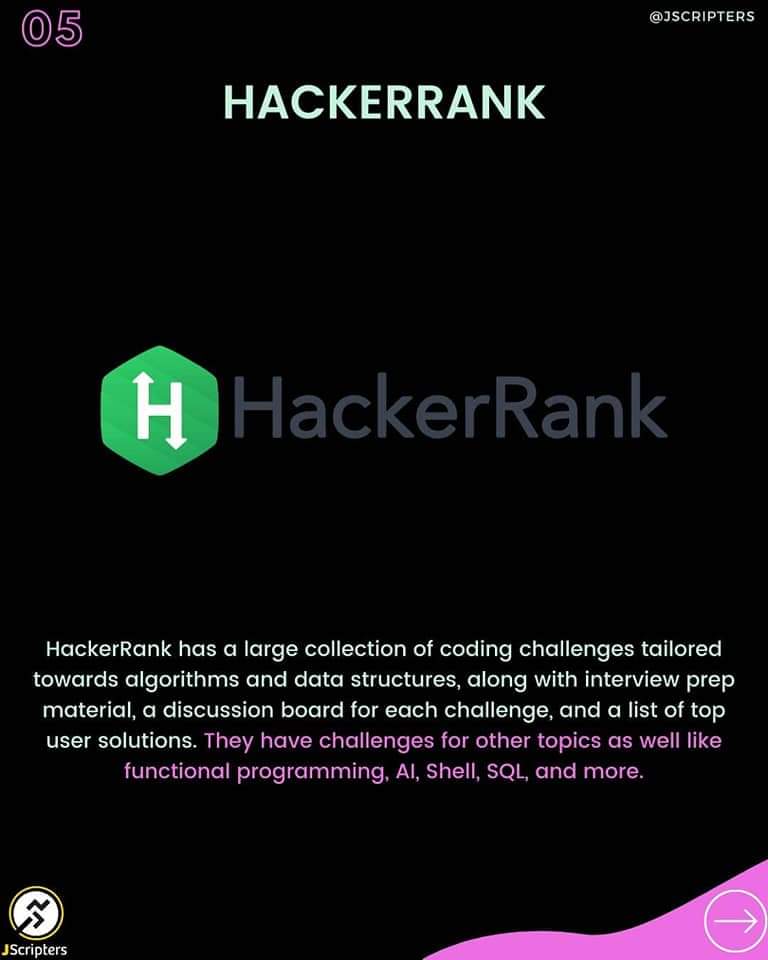 05
@JSCRIPTERS
HACKERRANK
H HackerRank
HackerRank has a large collection of coding challenges tailored
towards algorithms and data structures, along with interview prep
material, a discussion board for each challenge, and a list of top
user solutions. They have challenges for other topics as well like
functional programming, AI, Shell, SQL, and more.
JScripters